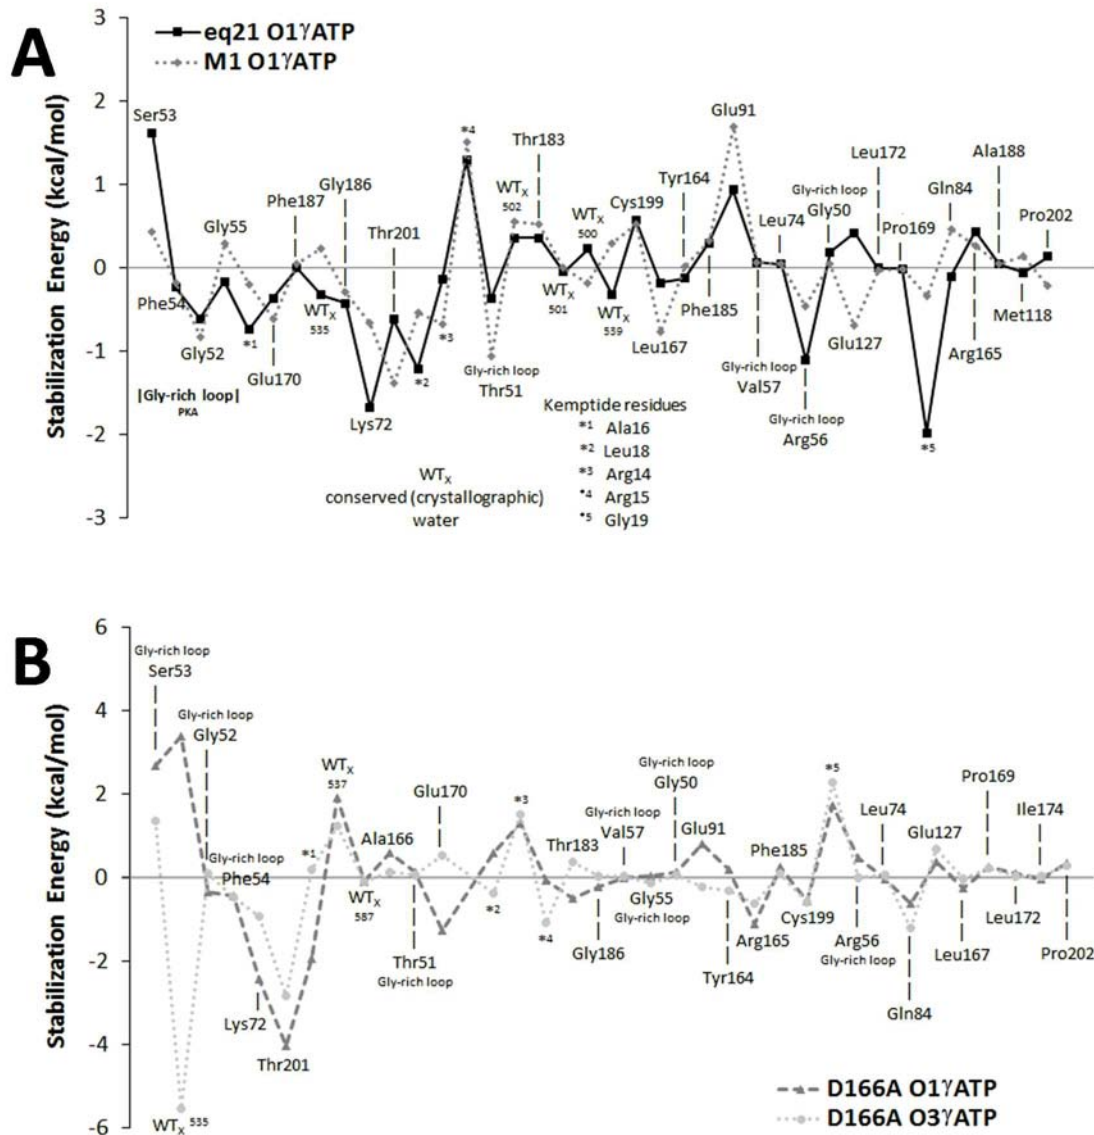 A
Stabilization Energy (kcal/mol)
3
2
1
0
-1
-2
-3
eq21 O1γATP
M1 O1γATP
Ser53
Phe54
Gly52
Gly55
*1
Glu170
Phe187
WTX
535
Gly186
Lys72
Thr201
*2
*3
*4
Gly-rich loop
Thr51
WTX
502
Thr183
WTX
501
WTX
500
WTX
539
Cys199
Leu167
Tyr164
Phe185
Glu91
Gly-rich loop
Val57
Leu74
Gly-rich loop
Arg56
Gly-rich loop
Gly50
Glu127
Leu172
Pro169
*5
Gln84
Arg165
Ala188
Met118
Pro202
|Gly-rich loop|
PKA
WTX
conserved (crystallographic)
water
Kemptide residues
*1 Ala16
*2 Leu18
*3 Arg14
*4 Arg15
*5 Gly19
B
Stabilization Energy (kcal/mol)
6
4
2
0
-2
-4
-6
Gly-rich loop
Ser53
WTX 535
Gly-rich loop
Gly52
Gly-rich loop
Phe54
Lys72
Thr201
*1
WTX
537
WTX
587
Ala166
Thr51
Gly-rich loop
Glu170
*2
*3
*4
Thr183
Gly186
Gly-rich loop
Val57
Gly55
Gly-rich loop
Gly-rich loop
Gly50
Glu91
Tyr164
Arg165
Phe185
Cys199
*5
Arg56
Gly-rich loop
Leu74
Gln84
Glu127
Leu167
Pro169
Leu172
Ile174
Pro202
D166A O1γATP
D166A O3γATP